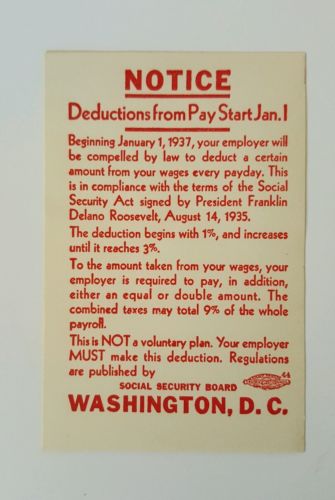 NOTICE
Deductions from Pay Start Jan. 1
Beginning January 1, 1937, your employer will
be compelled by law to deduct a certain
amount from your wages every payday. This
is in compliance with the terms of the Social
Security Act signed by President Franklin
Delano Roosevelt, August 14, 1935.
The deduction begins with 1%, and increases
until it reaches 3%.
To the amount taken from your wages, your
employer is required to pay, in addition,
either an equal or double amount. The
combined taxes may total 9% of the whole
payroll.
This is NOT a voluntary plan. Your employer
MUST make this deduction. Regulations
are published by
SOCIAL SECURITY BOARD
WASHINGTON, D. C.